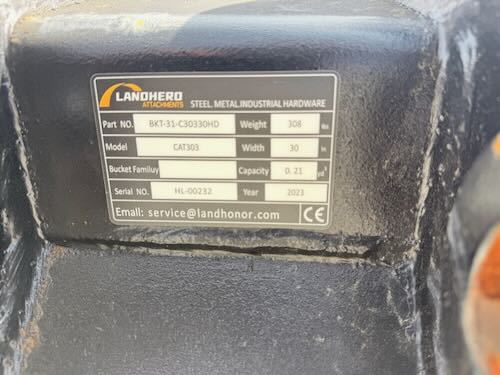 LANDHERO
ATTACHMENTS
STEEL.METAL.INDUSTRIAL HARDWARE
Part NO. BKT-31-C30330HD Weight 308 lbs
Model CAT303 Width 30 in
Bucket Familuy Capacity 0.21 yd³
Serial NO. HL-00232 Year 2023
Email: service@landhonor.com CE